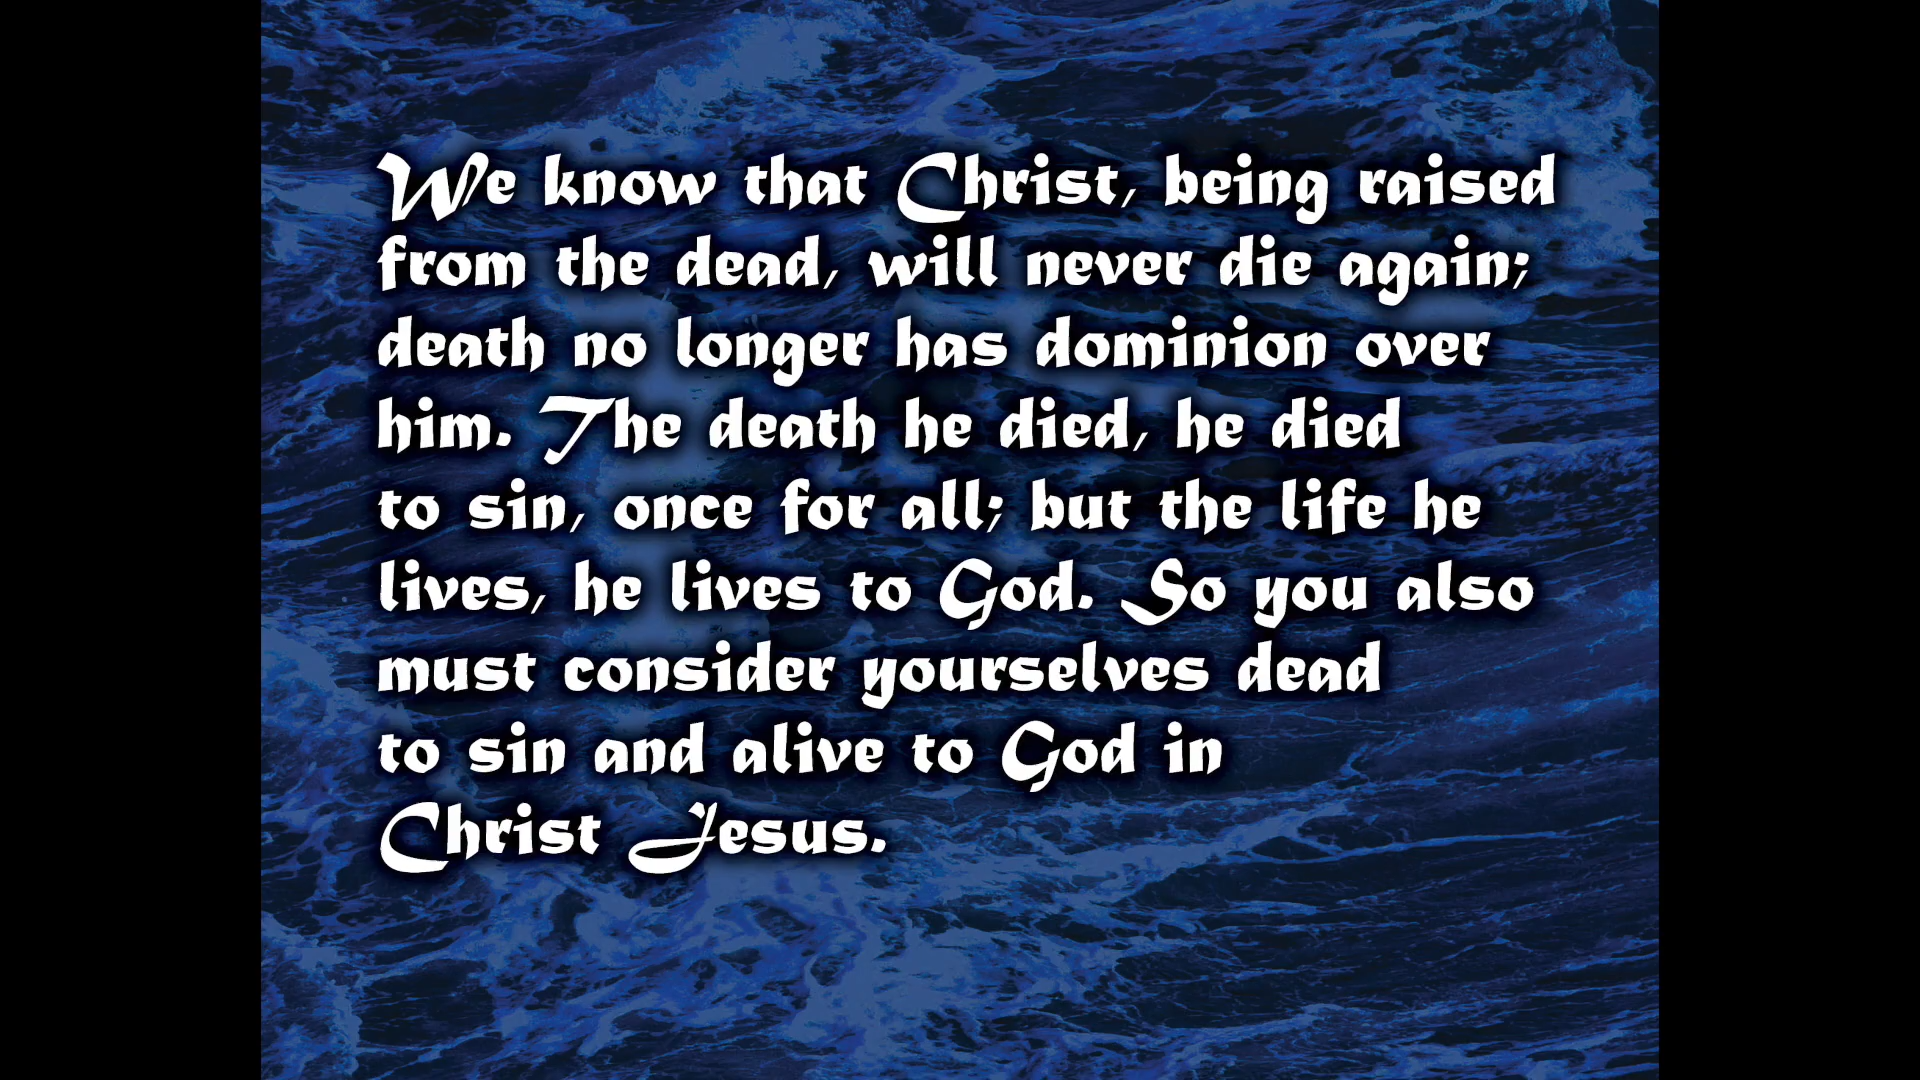 We know that Christ, being raised
from the dead, will never die again;
death no longer has dominion over
him. The death he died, he died
to sin, once for all; but the life he
lives, he lives to God. So you also
must consider yourselves dead
to sin and alive to God in
Christ Jesus.